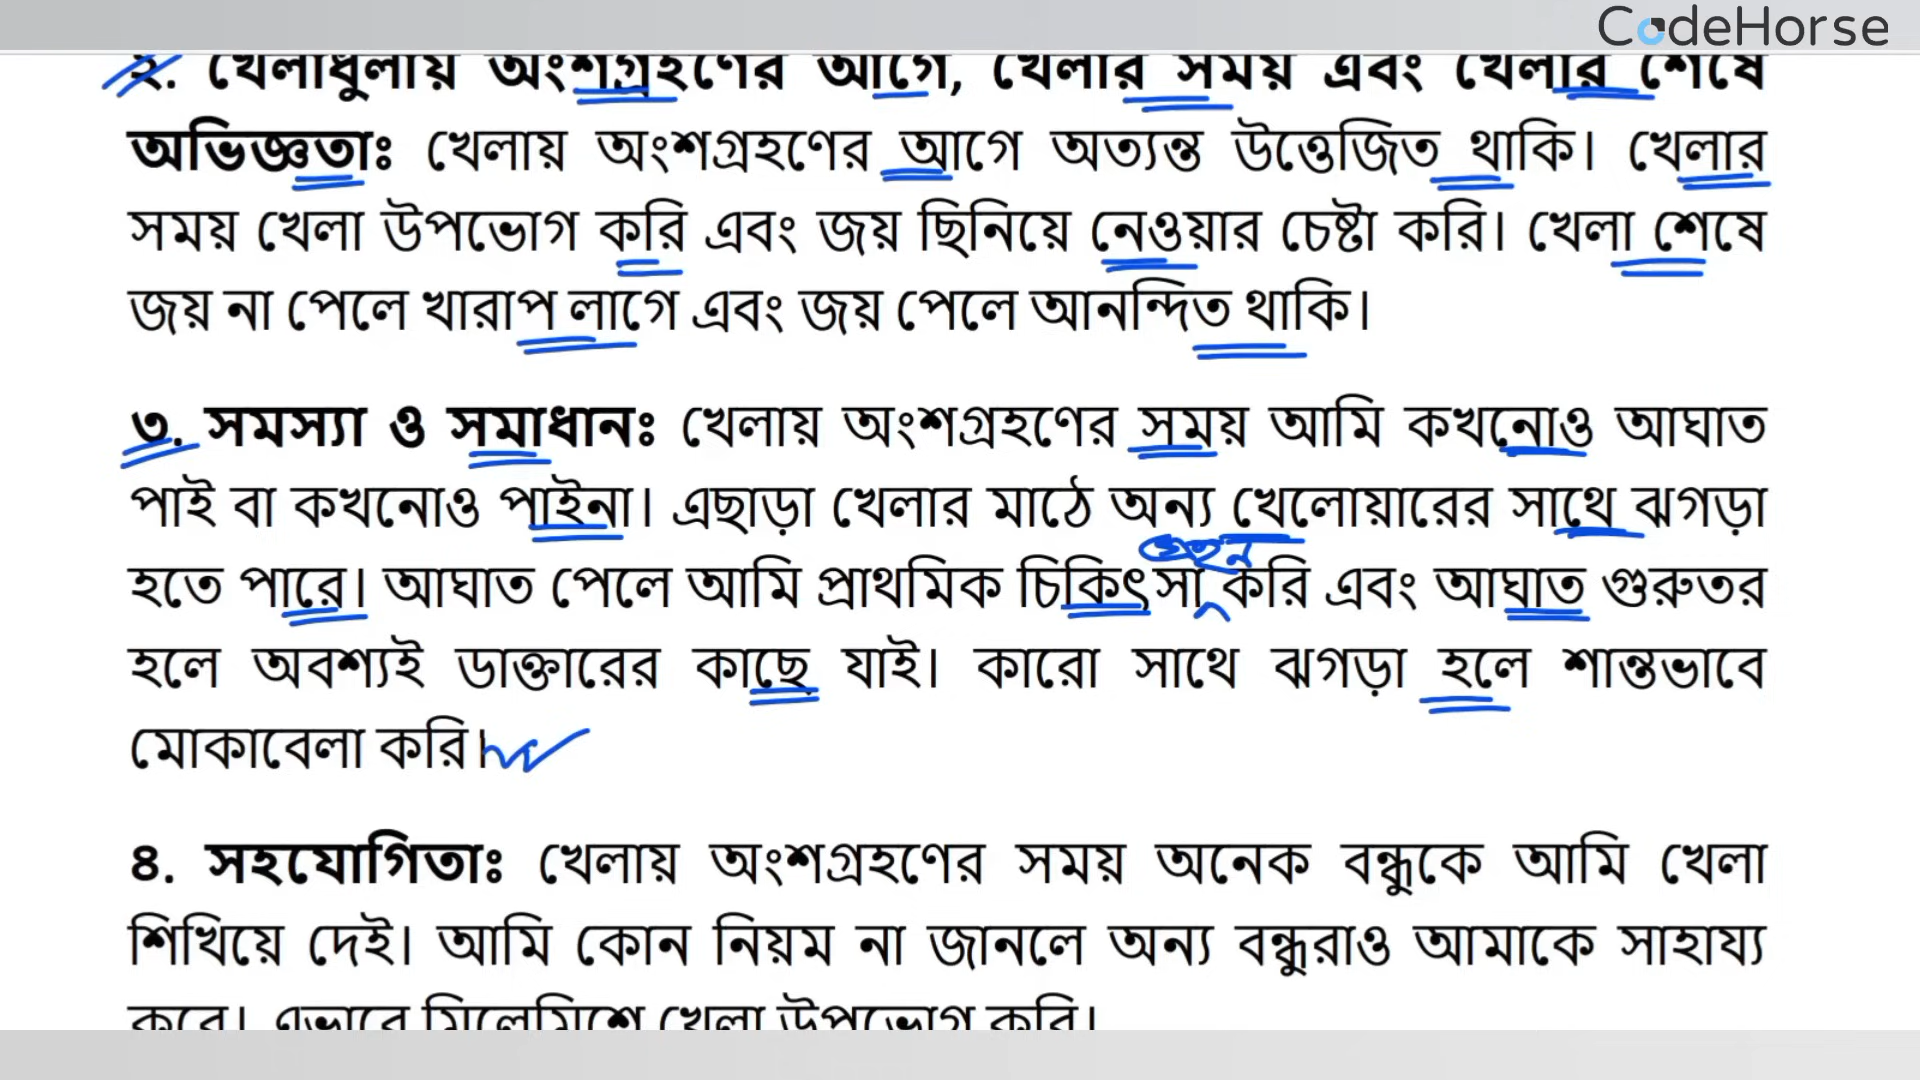 CodeHorse
২. খেলাধুলায় অংশগ্রহণের আগে, খেলার সময় এবং খেলার শেষে
অভিজ্ঞতাঃ খেলায় অংশগ্রহণের আগে অত্যন্ত উত্তেজিত থাকি। খেলার
সময় খেলা উপভোগ করি এবং জয় ছিনিয়ে নেওয়ার চেষ্টা করি। খেলা শেষে
জয় না পেলে খারাপ লাগে এবং জয় পেলে আনন্দিত থাকি।
৩. সমস্যা ও সমাধানঃ খেলায় অংশগ্রহণের সময় আমি কখনোও আঘাত
পাই বা কখনোও পাইনা। এছাড়া খেলার মাঠে অন্য খেলোয়ারের সাথে ঝগড়া
হতে পারে। আঘাত পেলে আমি প্রাথমিক চিকিৎসা করি এবং আঘাত গুরুতর
হলে অবশ্যই ডাক্তারের কাছে যাই। কারো সাথে ঝগড়া হলে শান্তভাবে
মোকাবেলা করি।
৪. সহযোগিতাঃ খেলায় অংশগ্রহণের সময় অনেক বন্ধুকে আমি খেলা
শিখিয়ে দেই। আমি কোন নিয়ম না জানলে অন্য বন্ধুরাও আমাকে সাহায্য
করে। এভাবে মিলেমিশে খেলা উপভোগ করি।